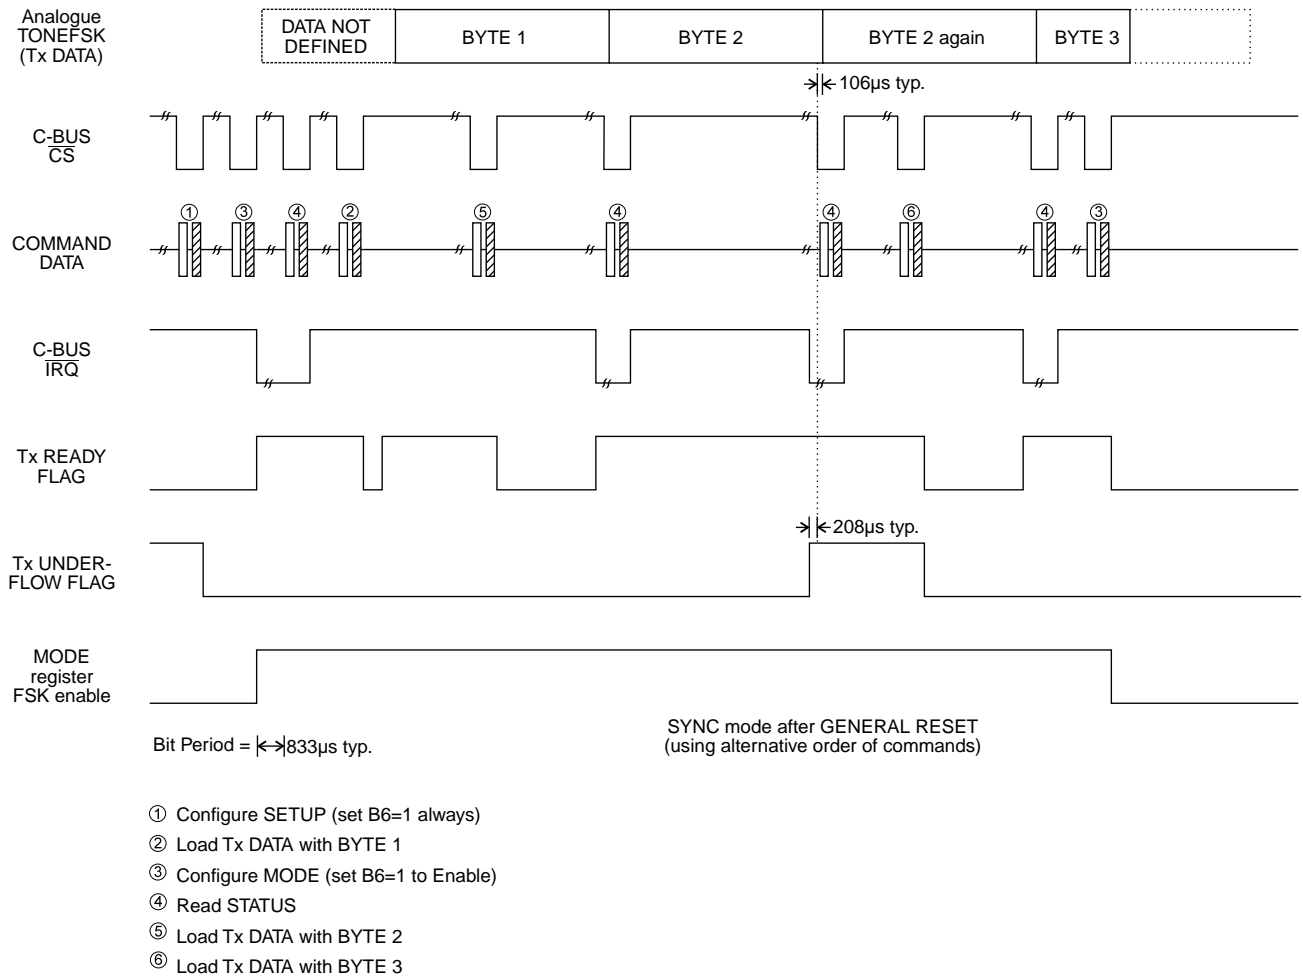 Analogue
TONEFSK
(Tx DATA)
DATA NOT
DEFINED
BYTE 1
BYTE 2
BYTE 2 again
BYTE 3
106µs typ.
C-BUS
CS
① ③ ④ ② ⑤ ④ ④ ⑥ ④ ③
COMMAND
DATA
C-BUS
IRQ
Tx READY
FLAG
208µs typ.
Tx UNDER-
FLOW FLAG
MODE
register
FSK enable
Bit Period = 833µs typ.
SYNC mode after GENERAL RESET
(using alternative order of commands)
① Configure SETUP (set B6=1 always)
② Load Tx DATA with BYTE 1
③ Configure MODE (set B6=1 to Enable)
④ Read STATUS
⑤ Load Tx DATA with BYTE 2
⑥ Load Tx DATA with BYTE 3